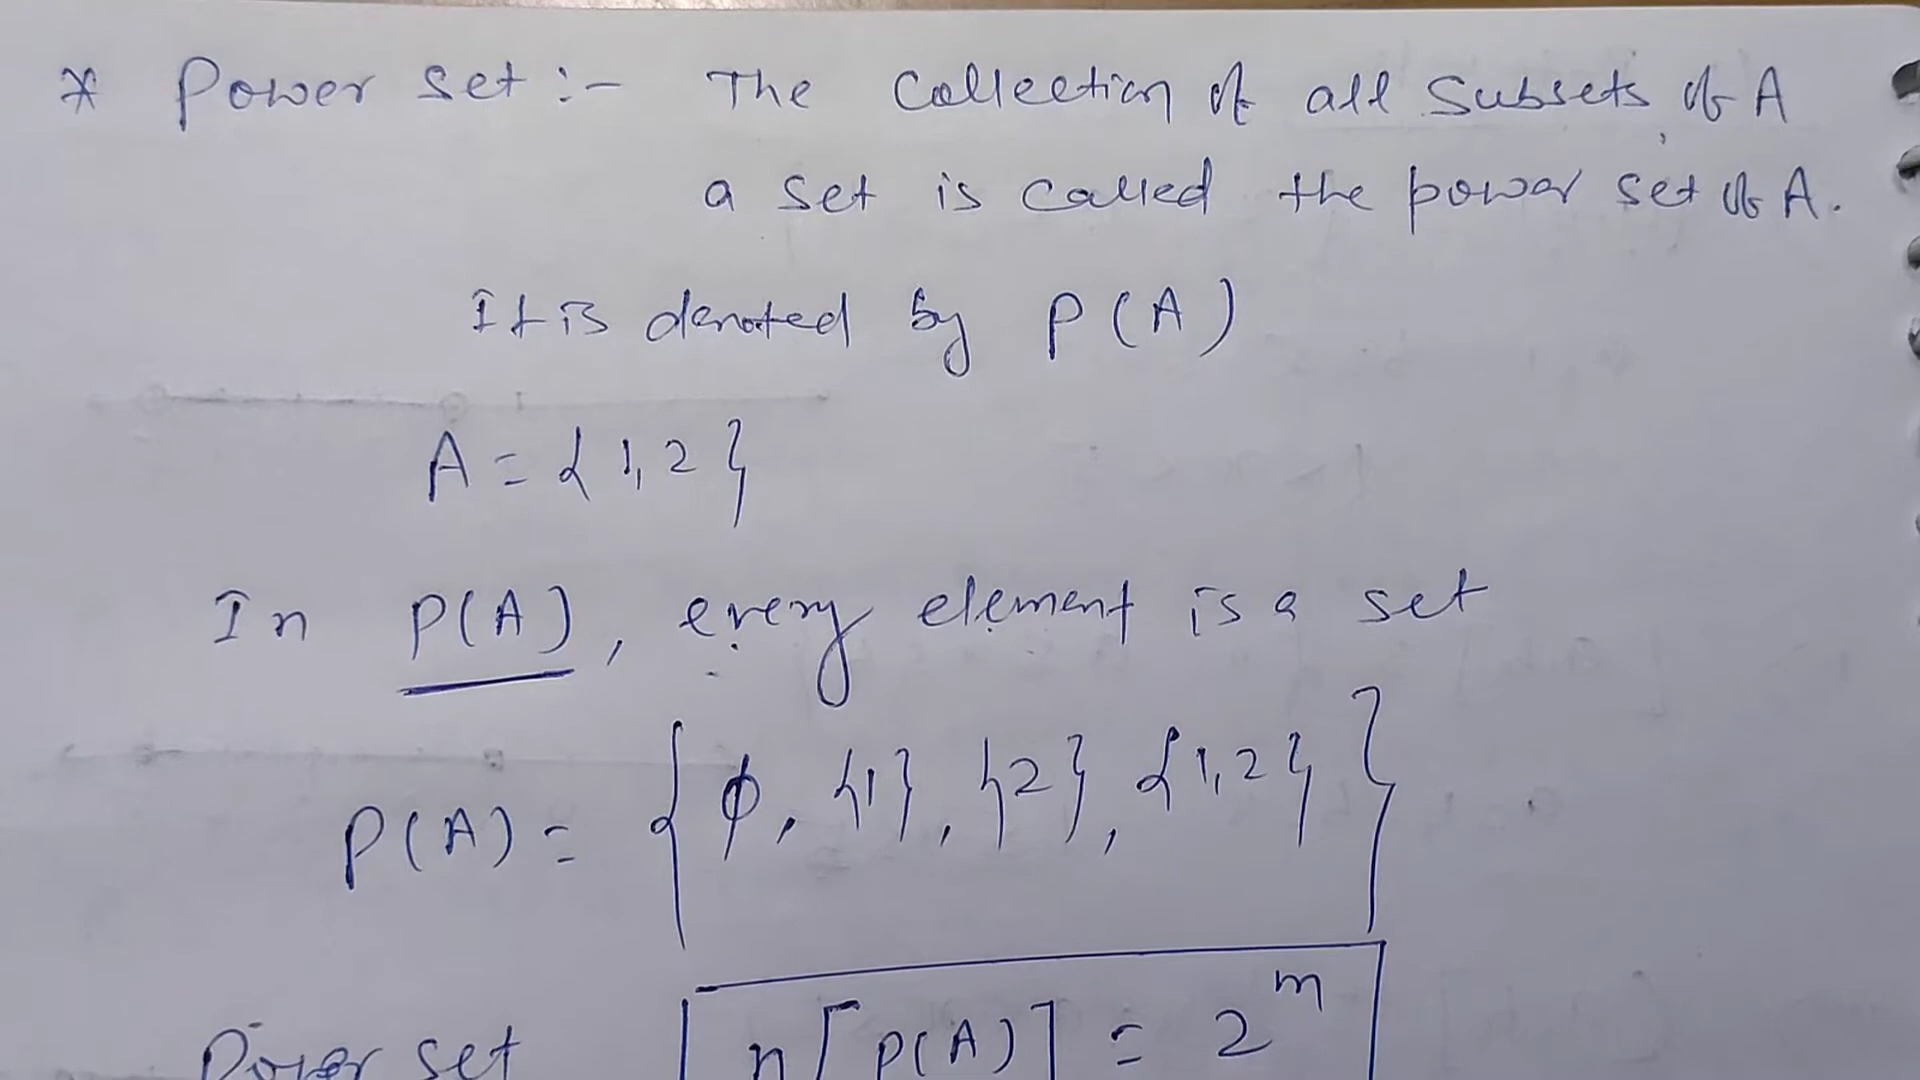 * Power set :- The Collection of all Subsets of A
a set is called the power set of A.
It is denoted by P(A)
A = {1, 2}
In P(A), every element is a set
P(A) = {ϕ, {1}, {2}, {1,2}}
Power set n[P(A)] = 2^m